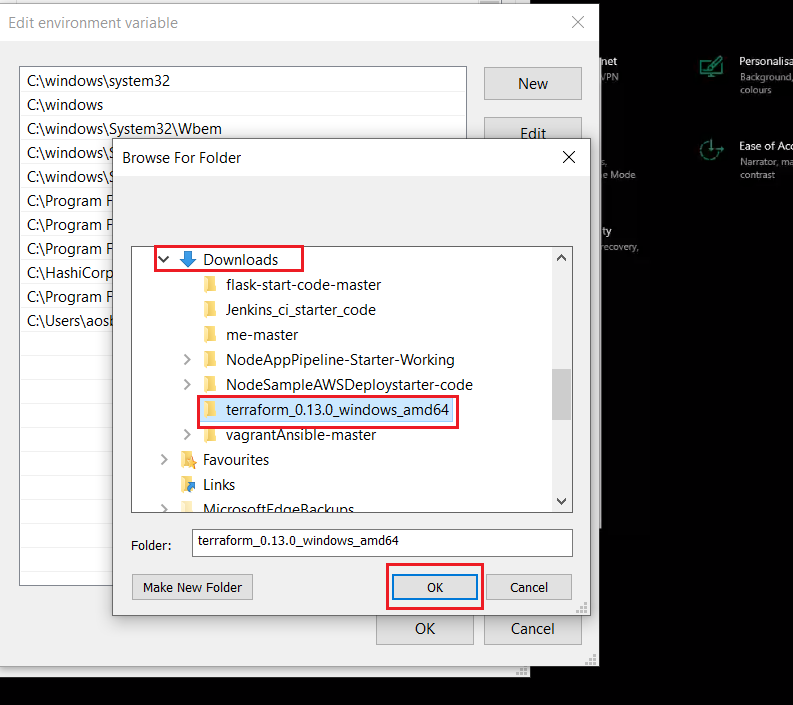 Edit environment variable
C:\windows\system32
C:\windows
C:\windows\System32\Wbem
C:\windows\
C:\windows\
C:\Program
C:\Program
C:\Program
C:\HashiCorp
C:\Program
C:\Users\aosb
New
Edit
Browse For Folder
Downloads
flask-start-code-master
Jenkins_ci_starter_code
me-master
NodeAppPipeline-Starter-Working
NodeSampleAWSDeploystarter-code
terraform_0.13.0_windows_amd64
vagrantAnsible-master
Favourites
Links
MicrosoftEdgeBackups
Folder: terraform_0.13.0_windows_amd64
Make New Folder OK Cancel
OK Cancel
net
VPN
Personalisa
Background,
colours
s,
e Mode
Ease of Acc
Narrator, ma
contrast
ty
recovery,